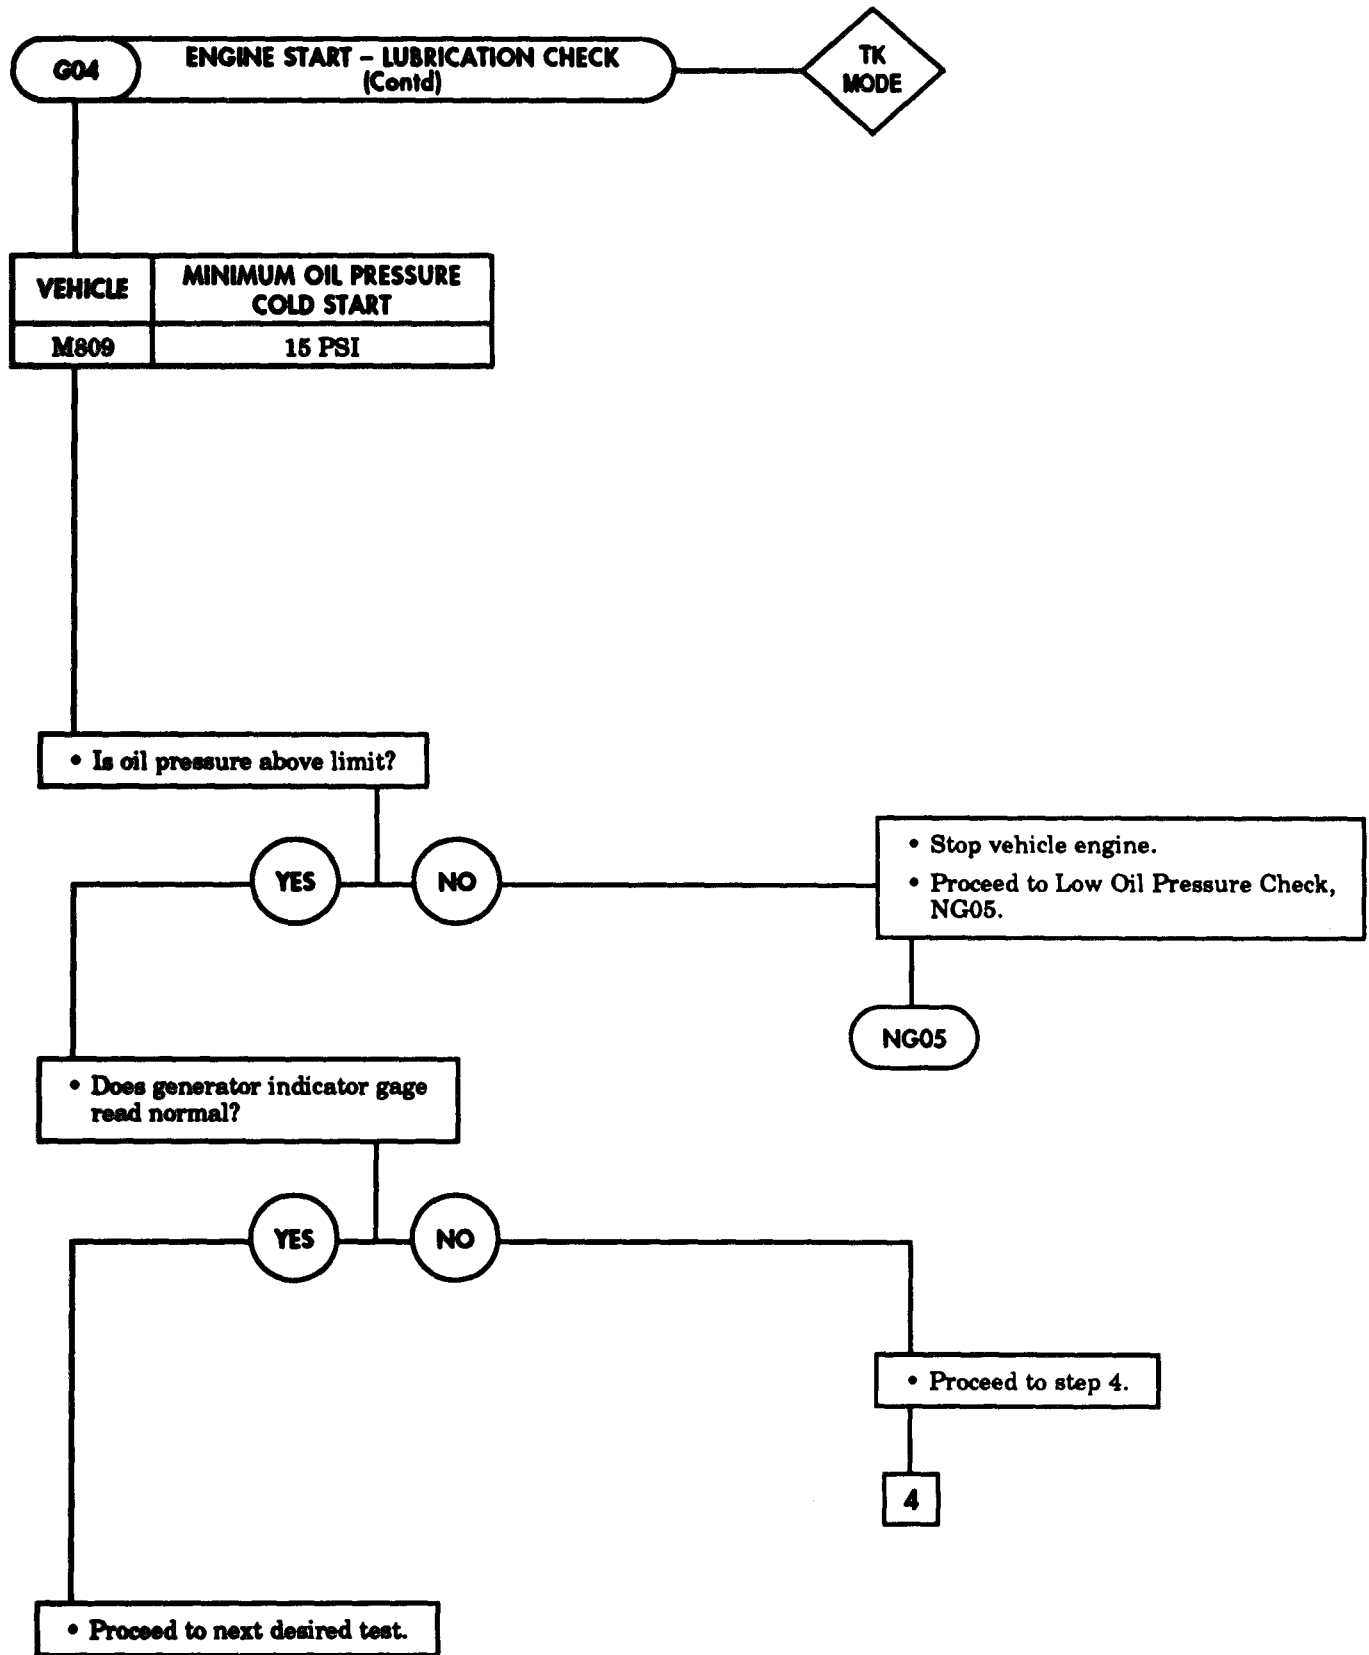 G04
ENGINE START – LUBRICATION CHECK
(Contd)
TK
MODE
VEHICLE
MINIMUM OIL PRESSURE
COLD START
M809
15 PSI
• Is oil pressure above limit?
YES
NO
• Stop vehicle engine.
• Proceed to Low Oil Pressure Check,
NG05.
NG05
• Does generator indicator gage
read normal?
YES
NO
• Proceed to step 4.
4
• Proceed to next desired test.